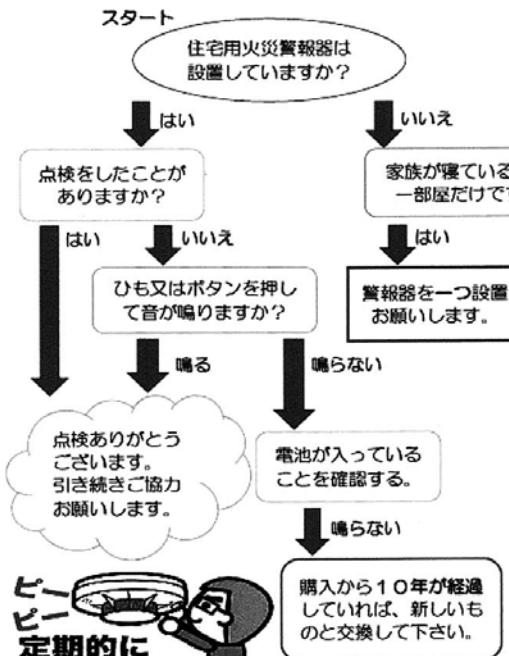 スタート
住宅用火災警報器は
設置していますか?
はい
いいえ
点検をしたことが
ありますか?
家族が寝ている
一部屋だけで
はい
いいえ
はい
ひも又はボタンを押し
て音が鳴りますか?
警報器を一つ設置
お願いします。
鳴る
鳴らない
点検ありがとう
ございます。
引き続きご協力
お願いします。
電池が入っている
ことを確認する。
鳴らない
購入から10年が経過
していれば、新しいも
のと交換して下さい。
ピー
ピー
定期的に